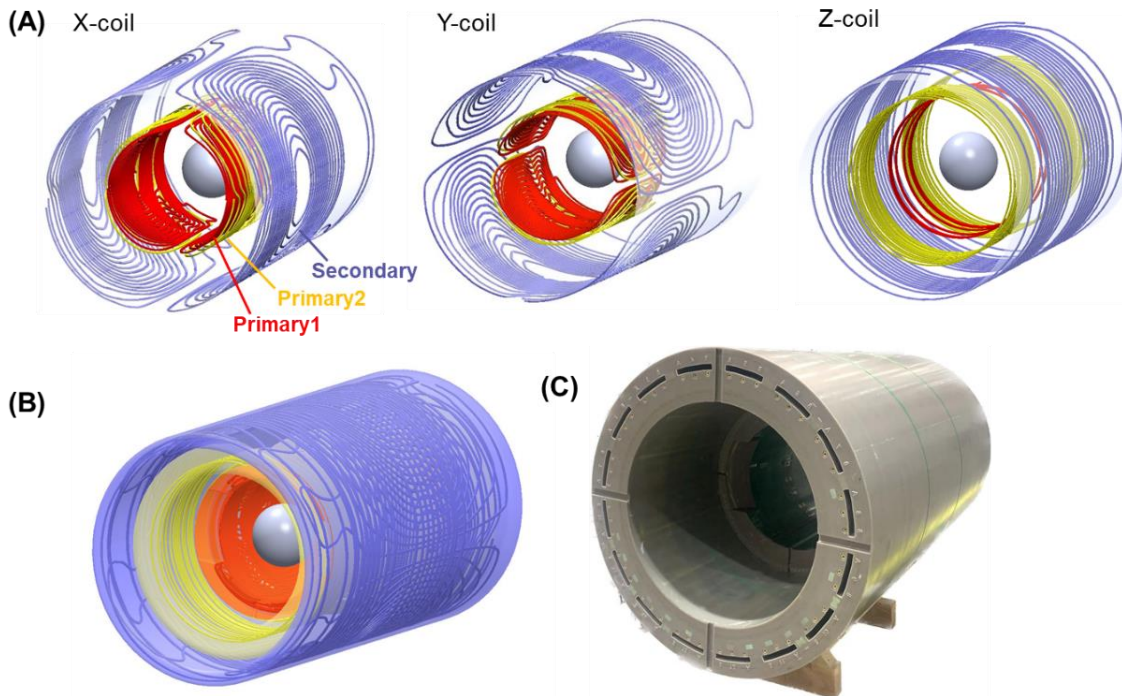 (A) X-coil Y-coil Z-coil
Secondary
Primary2
Primary1
(B) (C)